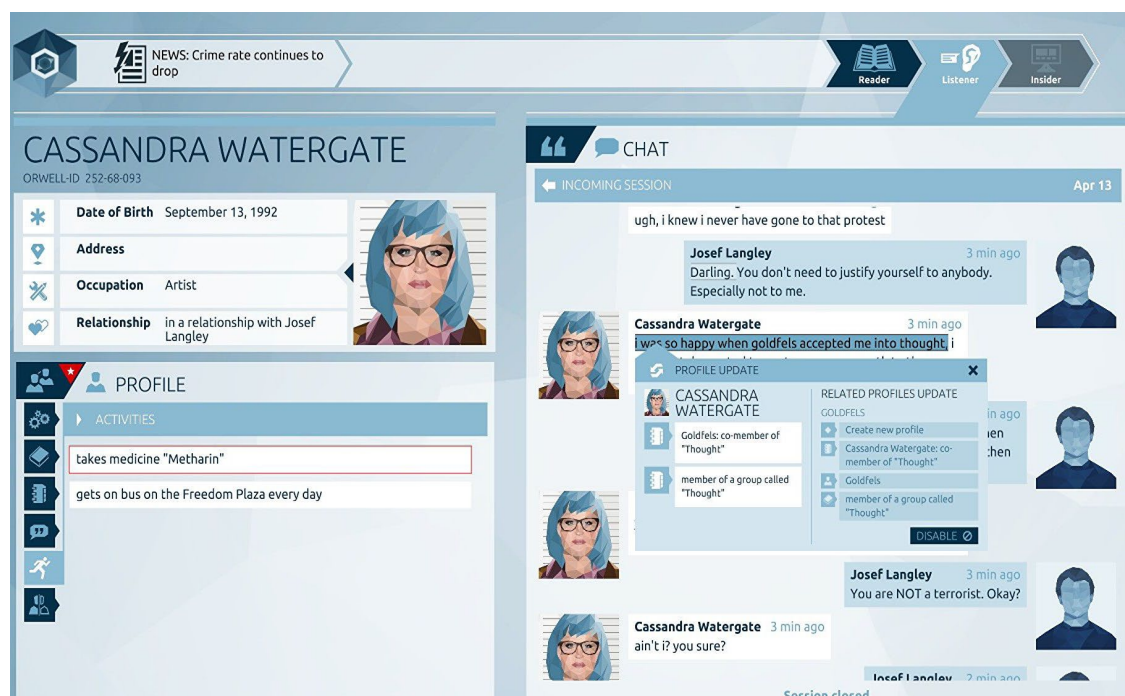 NEWS: Crime rate continues to
drop
Reader
Listener
Insider
CASSANDRA WATERGATE
ORWELL-ID 252-68-093
Date of Birth September 13, 1992
Address
Occupation Artist
Relationship in a relationship with Josef
Langley
PROFILE
ACTIVITIES
takes medicine "Metharin"
gets on bus on the Freedom Plaza every day
CHAT
INCOMING SESSION Apr 13
ugh, i knew i never have gone to that protest
Josef Langley 3 min ago
Darling. You don't need to justify yourself to anybody.
Especially not to me.
Cassandra Watergate 3 min ago
i was so happy when goldfels accepted me into thought, i
PROFILE UPDATE
CASSANDRA
WATERGATE
Goldfels: co-member of
"Thought"
member of a group called
"Thought"
RELATED PROFILES UPDATE
GOLDFELS
Create new profile
Cassandra Watergate: co-
member of "Thought"
Goldfels
member of a group called
"Thought"
DISABLE
in ago
Josef Langley 3 min ago
You are NOT a terrorist. Okay?
Cassandra Watergate 3 min ago
ain't i? you sure?
Josef Langley 2 min ago
Session closed